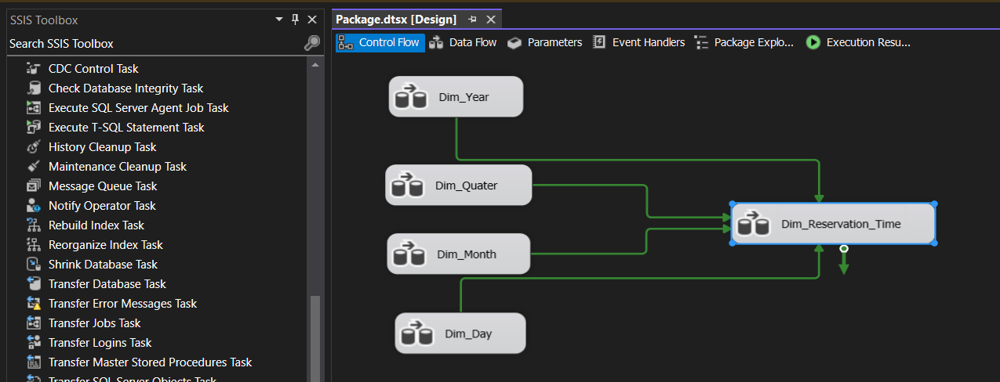 SSIS Toolbox
Search SSIS Toolbox
CDC Control Task
Check Database Integrity Task
Execute SQL Server Agent Job Task
Execute T-SQL Statement Task
History Cleanup Task
Maintenance Cleanup Task
Message Queue Task
Notify Operator Task
Rebuild Index Task
Reorganize Index Task
Shrink Database Task
Transfer Database Task
Transfer Error Messages Task
Transfer Jobs Task
Transfer Logins Task
Transfer Master Stored Procedures Task
Transfer SQL Server Objects Task
Package.dtsx [Design]
Control Flow Data Flow Parameters Event Handlers Package Explo... Execution Resu...
Dim_Year
Dim_Quater
Dim_Reservation_Time
Dim_Month
Dim_Day